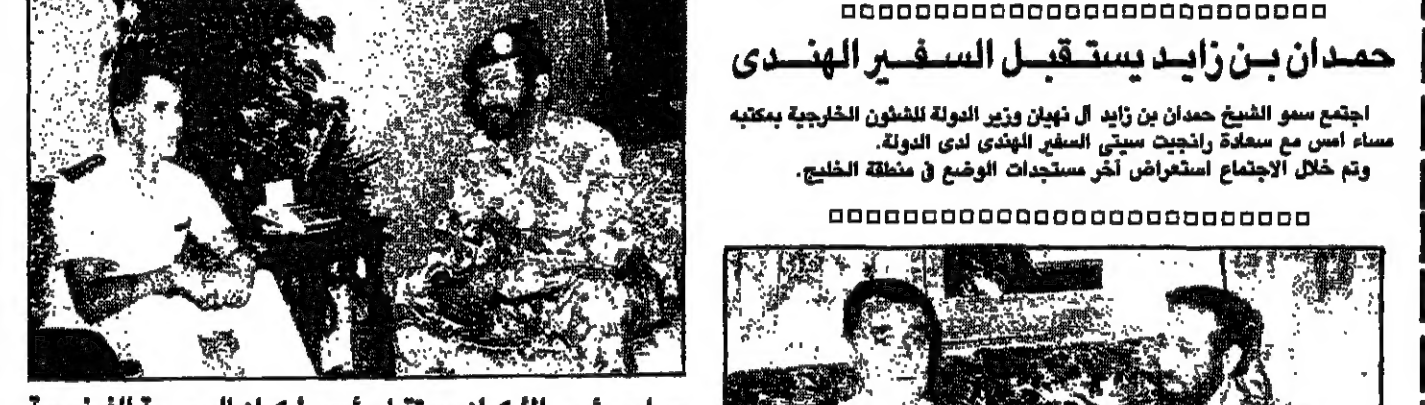 حمدان بن زايد يستقبل السفير الهندى
اجتمع سمو الشيخ حمدان بن زايد آل نهيان وزير الدولة للشئون الخارجية بمكتبه
مساء امس مع سعادة رانجيت سيتى السفير الهندى لدى الدولة.
وتم خلال الاجتماع استعراض آخر مستجدات الوضع في منطقة الخليج.